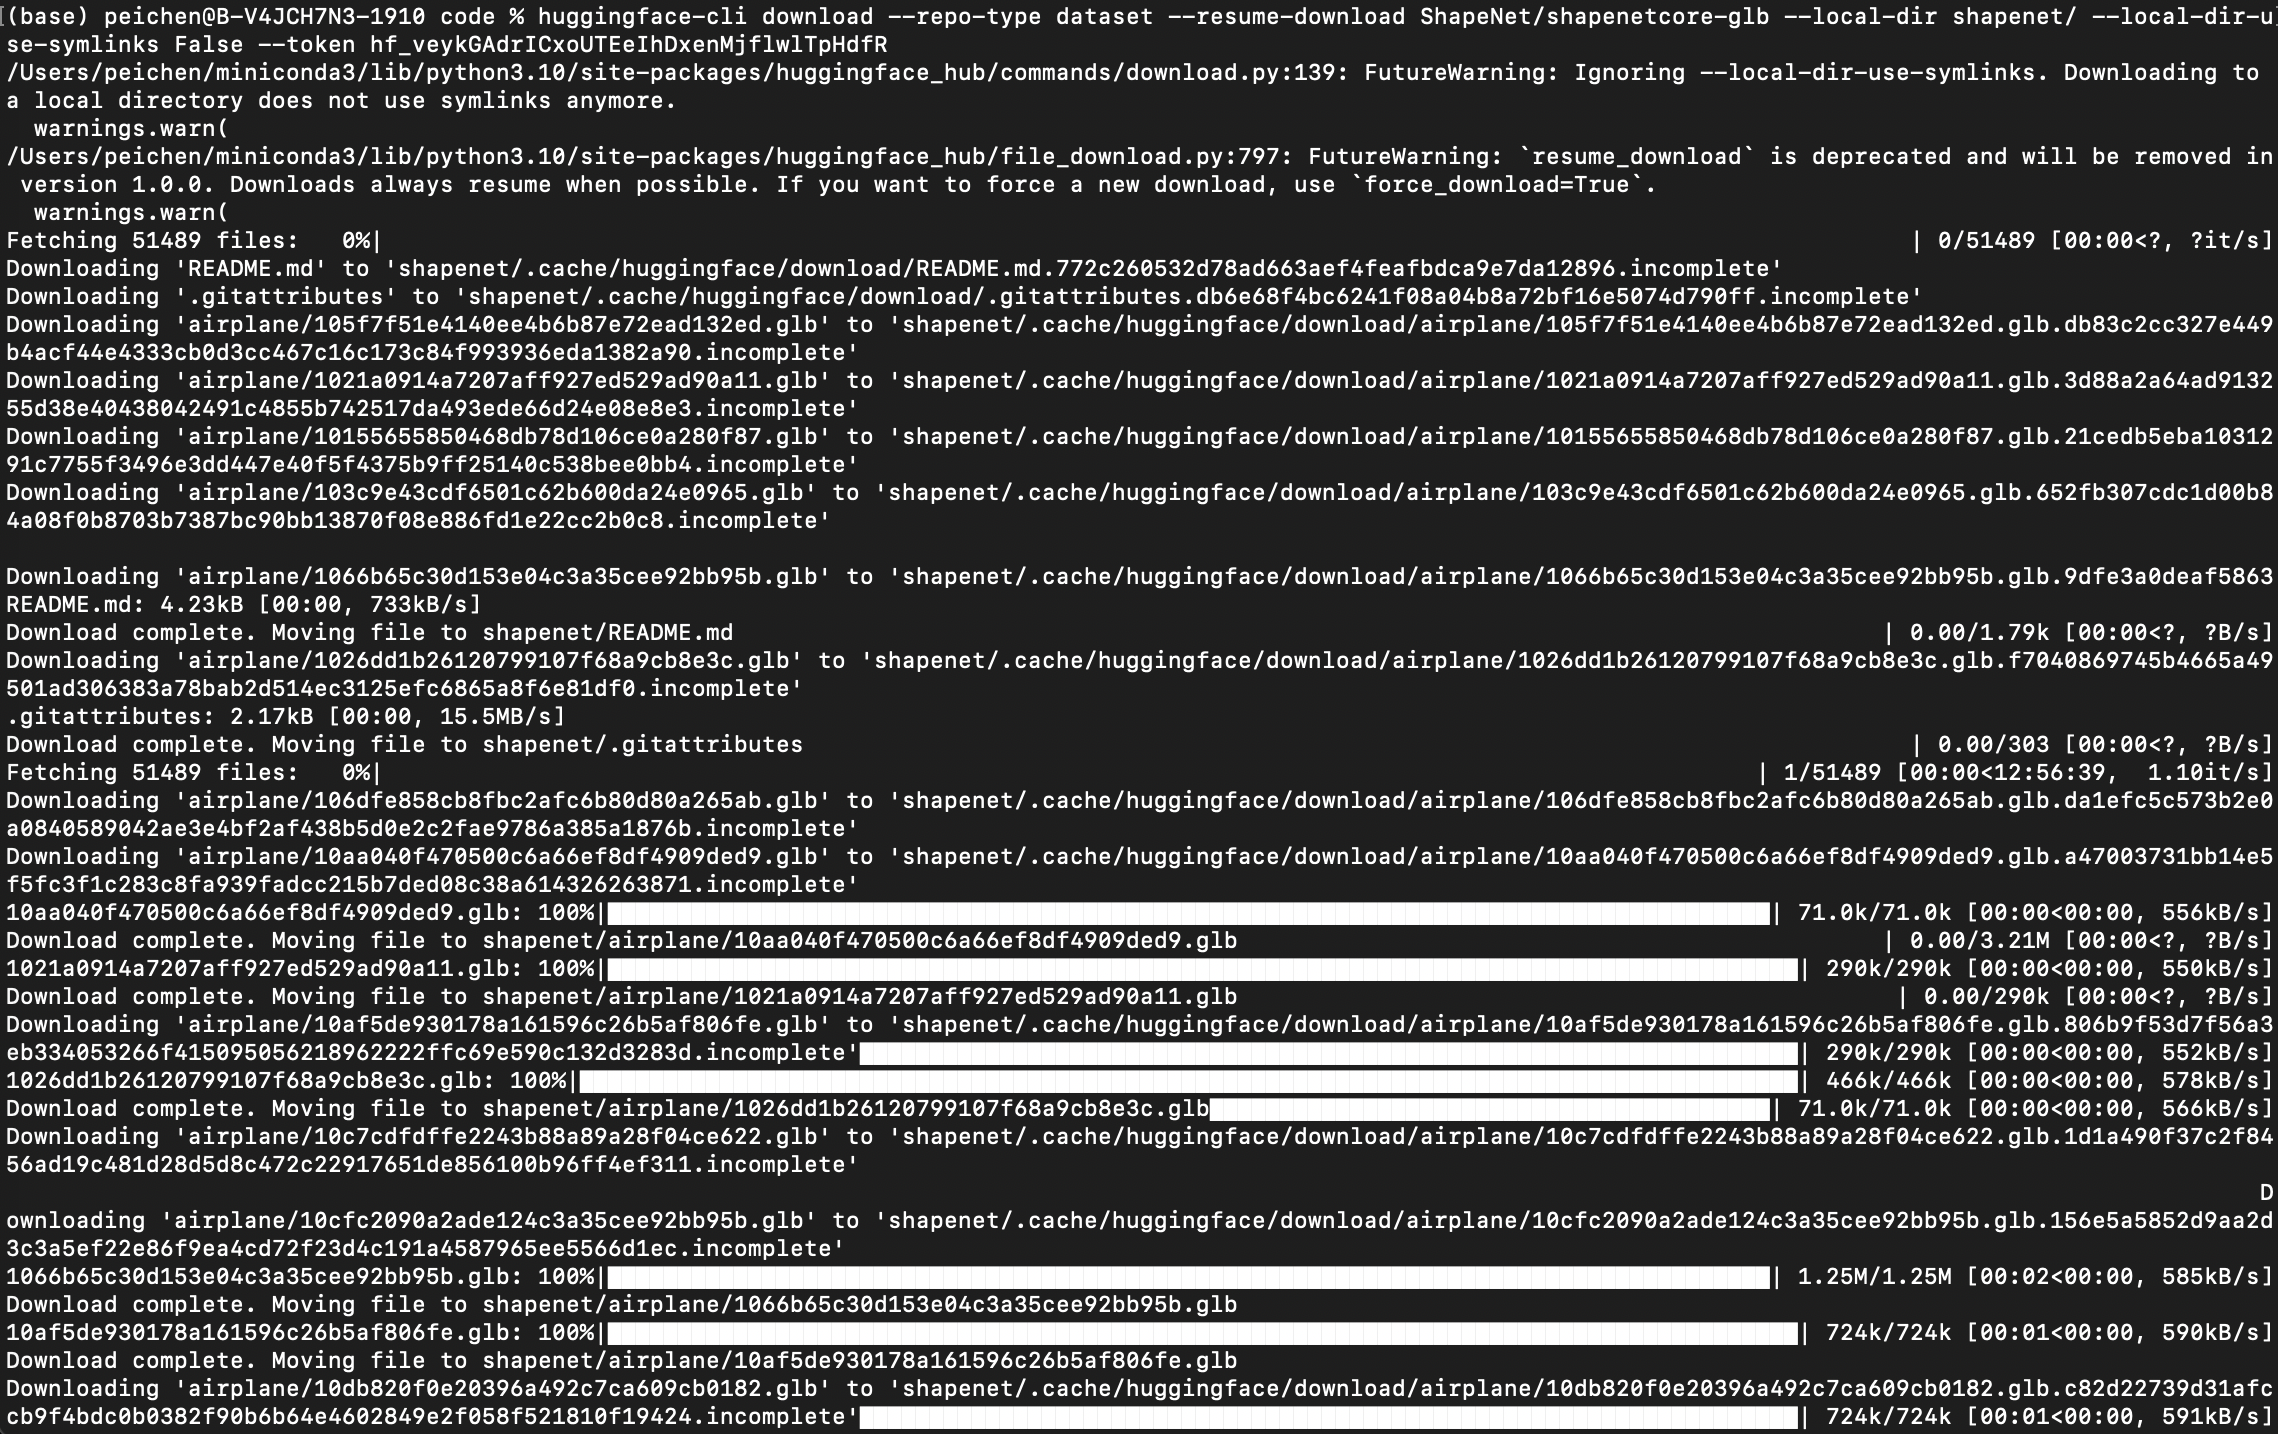 (base) peichen@B-V4JCH7N3-1910 code % huggingface-cli download --repo-type dataset --resume-download ShapeNet/shapenetcore-glb --local-dir shapenet/ --local-dir-u
se-symlinks False --token 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
/Users/peichen/miniconda3/lib/python3.10/site-packages/huggingface_hub/commands/download.py:139: FutureWarning: Ignoring --local-dir-use-symlinks. Downloading to
a local directory does not use symlinks anymore.
  warnings.warn(
/Users/peichen/miniconda3/lib/python3.10/site-packages/huggingface_hub/file_download.py:797: FutureWarning: `resume_download` is deprecated and will be removed in
 version 1.0.0. Downloads always resume when possible. If you want to force a new download, use `force_download=True`.
  warnings.warn(
Fetching 51489 files:   0%| | 0/51489 [00:00<?, ?it/s]
Downloading 'README.md' to 'shapenet/.cache/huggingface/download/README.md.772c260532d78ad663aef4feafbdca9e7da12896.incomplete'
Downloading '.gitattributes' to 'shapenet/.cache/huggingface/download/.gitattributes.db6e68f4bc6241f08a04b8a72bf16e5074d790ff.incomplete'
Downloading 'airplane/105f7f51e4140ee4b6b87e72ead132ed.glb' to 'shapenet/.cache/huggingface/download/airplane/105f7f51e4140ee4b6b87e72ead132ed.glb.db83c2cc327e449
b4acf44e4333cb0d3cc467c16c173c84f993936eda1382a90.incomplete'
Downloading 'airplane/1021a0914a7207aff927ed529ad90a11.glb' to 'shapenet/.cache/huggingface/download/airplane/1021a0914a7207aff927ed529ad90a11.glb.3d88a2a64ad9132
55d38e40438042491c4855b742517da493ede66d24e08e8e3.incomplete'
Downloading 'airplane/10155655850468db78d106ce0a280f87.glb' to 'shapenet/.cache/huggingface/download/airplane/10155655850468db78d106ce0a280f87.glb.21cedb5eba10312
91c7755f3496e3dd447e40f5f4375b9ff25140c538bee0bb4.incomplete'
Downloading 'airplane/103c9e43cdf6501c62b600da24e0965.glb' to 'shapenet/.cache/huggingface/download/airplane/103c9e43cdf6501c62b600da24e0965.glb.652fb307cdc1d00b8
4a08f0b8703b7387bc90bb13870f08e886fd1e22cc2b0c8.incomplete'
Downloading 'airplane/1066b65c30d153e04c3a35cee92bb95b.glb' to 'shapenet/.cache/huggingface/download/airplane/1066b65c30d153e04c3a35cee92bb95b.glb.9dfe3a0deaf5863
README.md: 4.23kB [00:00, 733kB/s]
Download complete. Moving file to shapenet/README.md | 0.00/1.79k [00:00<?, ?B/s]
Downloading 'airplane/1026dd1b26120799107f68a9cb8e3c.glb' to 'shapenet/.cache/huggingface/download/airplane/1026dd1b26120799107f68a9cb8e3c.glb.f7040869745b4665a49
501ad306383a78bab2d514ec3125efc6865a8f6e81df0.incomplete'
.gitattributes: 2.17kB [00:00, 15.5MB/s]
Download complete. Moving file to shapenet/.gitattributes | 0.00/303 [00:00<?, ?B/s]
Fetching 51489 files:   0%| | 1/51489 [00:00<12:56:39,  1.10it/s]
Downloading 'airplane/106dfe858cb8fbc2afc6b80d80a265ab.glb' to 'shapenet/.cache/huggingface/download/airplane/106dfe858cb8fbc2afc6b80d80a265ab.glb.da1efc5c573b2e0
a0840589042ae3e4bf2af438b5d0e2c2fae9786a385a1876b.incomplete'
Downloading 'airplane/10aa040f470500c6a66ef8df4909ded9.glb' to 'shapenet/.cache/huggingface/download/airplane/10aa040f470500c6a66ef8df4909ded9.glb.a47003731bb14e5
f5fc3f1c283c8fa939fadcc215b7ded08c38a614326263871.incomplete'
10aa040f470500c6a66ef8df4909ded9.glb: 100%| | 71.0k/71.0k [00:00<00:00, 556kB/s]
Download complete. Moving file to shapenet/airplane/10aa040f470500c6a66ef8df4909ded9.glb | 0.00/3.21M [00:00<?, ?B/s]
1021a0914a7207aff927ed529ad90a11.glb: 100%| | 290k/290k [00:00<00:00, 550kB/s]
Download complete. Moving file to shapenet/airplane/1021a0914a7207aff927ed529ad90a11.glb | 0.00/290k [00:00<?, ?B/s]
Downloading 'airplane/10af5de930178a161596c26b5af806fe.glb' to 'shapenet/.cache/huggingface/download/airplane/10af5de930178a161596c26b5af806fe.glb.806b9f53d7f56a3
eb334053266f415095056218962222ffc69e590c132d3283d.incomplete' | 290k/290k [00:00<00:00, 552kB/s]
1026dd1b26120799107f68a9cb8e3c.glb: 100%| | 466k/466k [00:00<00:00, 578kB/s]
Download complete. Moving file to shapenet/airplane/1026dd1b26120799107f68a9cb8e3c.glb | 71.0k/71.0k [00:00<00:00, 566kB/s]
Downloading 'airplane/10c7cdfdffe2243b88a89a28f04ce622.glb' to 'shapenet/.cache/huggingface/download/airplane/10c7cdfdffe2243b88a89a28f04ce622.glb.1d1a490f37c2f84
56ad19c481d28d5d8c472c22917651de856100b96ff4ef311.incomplete'
D
ownloading 'airplane/10cfc2090a2ade124c3a35cee92bb95b.glb' to 'shapenet/.cache/huggingface/download/airplane/10cfc2090a2ade124c3a35cee92bb95b.glb.156e5a5852d9aa2d
3c3a5ef22e86f9ea4cd72f23d4c191a4587965ee5566d1ec.incomplete'
1066b65c30d153e04c3a35cee92bb95b.glb: 100%| | 1.25M/1.25M [00:02<00:00, 585kB/s]
Download complete. Moving file to shapenet/airplane/1066b65c30d153e04c3a35cee92bb95b.glb
10af5de930178a161596c26b5af806fe.glb: 100%| | 724k/724k [00:01<00:00, 590kB/s]
Download complete. Moving file to shapenet/airplane/10af5de930178a161596c26b5af806fe.glb
Downloading 'airplane/10db820f0e20396a492c7ca609cb0182.glb' to 'shapenet/.cache/huggingface/download/airplane/10db820f0e20396a492c7ca609cb0182.glb.c82d22739d31afc
cb9f4bdc0b0382f90b6b64e4602849e2f058f521810f19424.incomplete' | 724k/724k [00:01<00:00, 591kB/s]